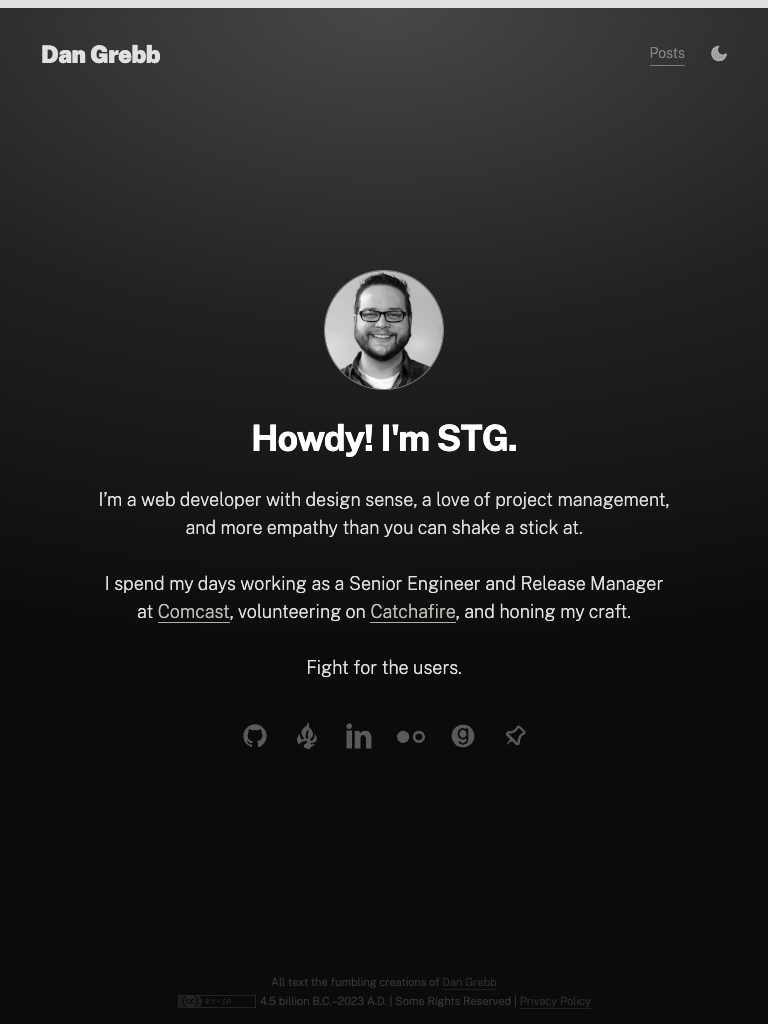 Dan Grebb
Posts
Howdy! I'm STG.
I’m a web developer with design sense, a love of project management,
and more empathy than you can shake a stick at.
I spend my days working as a Senior Engineer and Release Manager
at Comcast, volunteering on Catchafire, and honing my craft.
Fight for the users.
in
g
All text the fumbling creations of Dan Grebb
cc BY-SA 4.5 billion B.C.–2023 A.D. | Some Rights Reserved | Privacy Policy